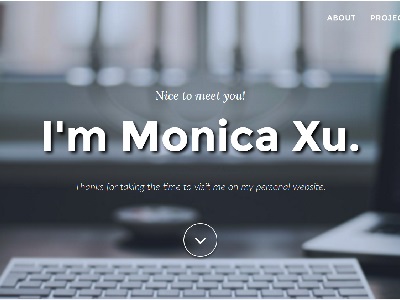 ABOUT
Nice to meet you!
I'm Monica Xu.
Thanks for taking the time to visit me on my personal website.